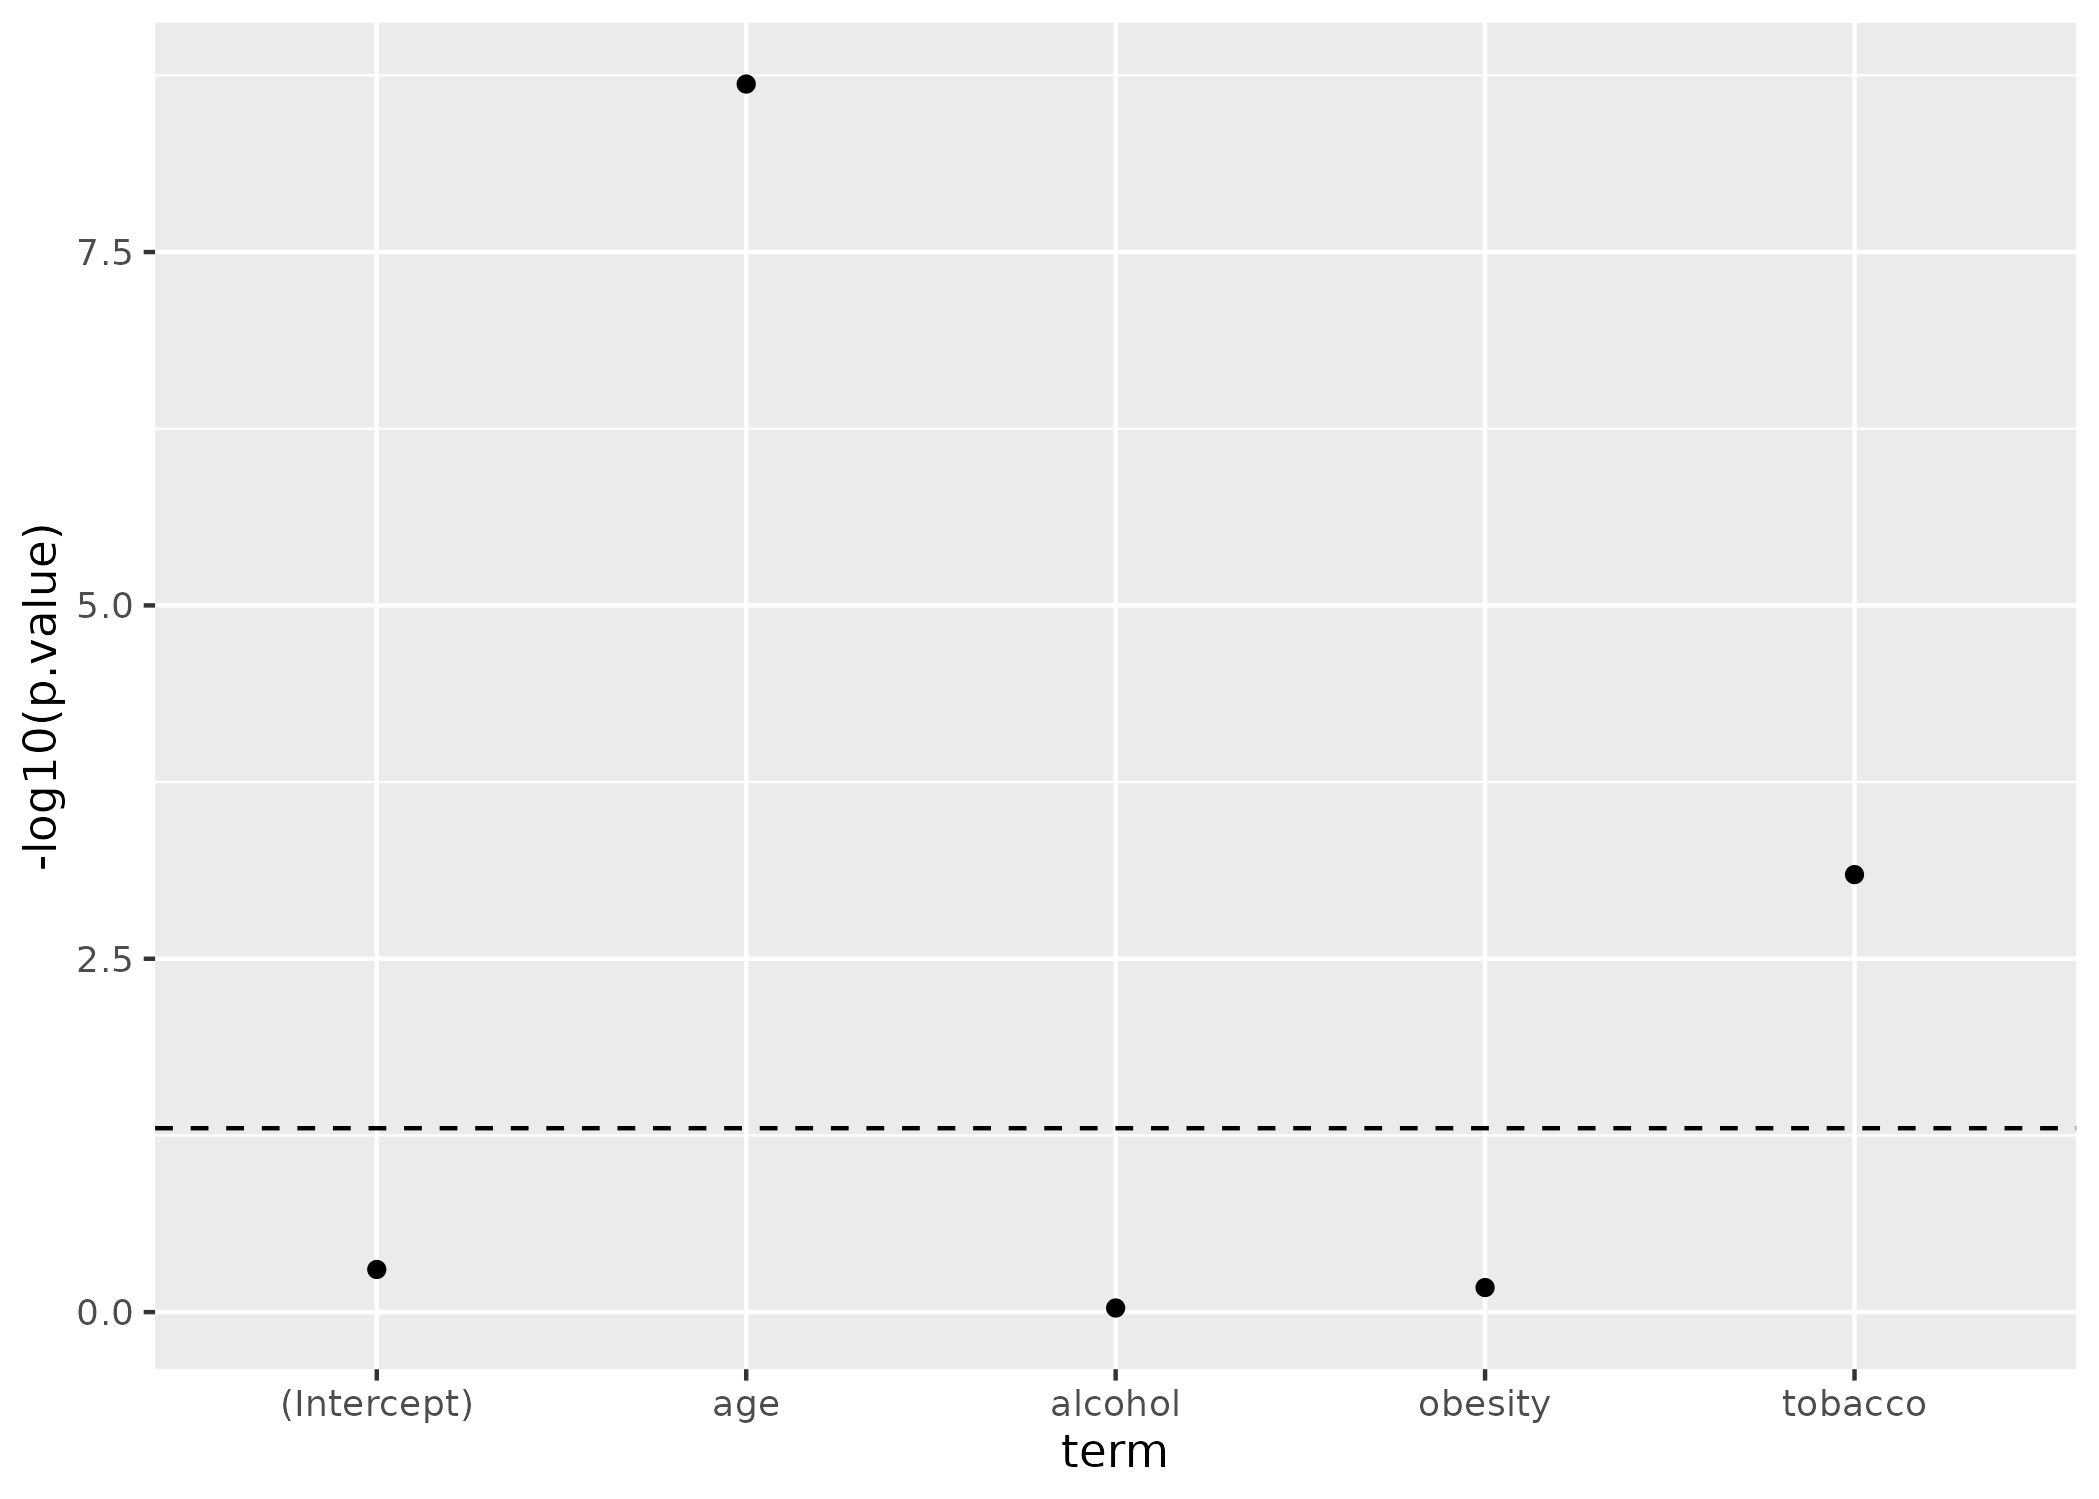 -log10(p.value)
7.5
5.0
2.5
0.0
(Intercept) age alcohol obesity tobacco
term